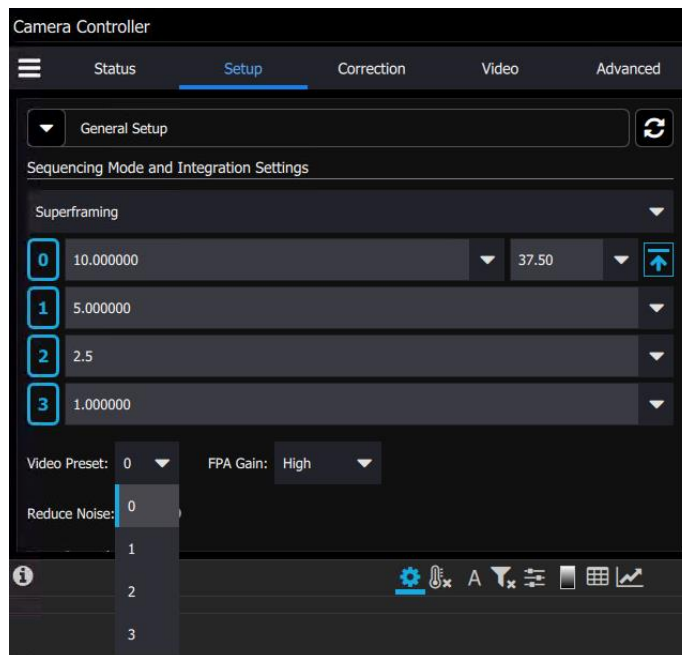 Camera Controller
Status Setup Correction Video Advanced
General Setup
Sequencing Mode and Integration Settings
Superframing
0 10.000000 37.50
1 5.000000
2 2.5
3 1.000000
Video Preset: 0 FPA Gain: High
Reduce Noise:
0
1
2
3
A